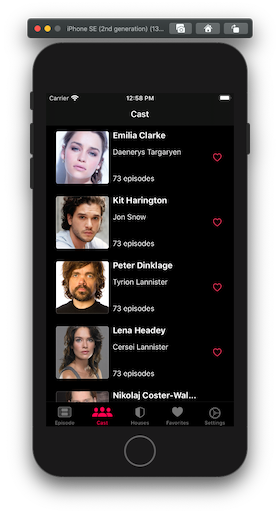 iPhone SE (2nd generation) (13...
Carrier 12:58 PM
Cast
Emilia Clarke
Daenerys Targaryen
73 episodes
Kit Harington
Jon Snow
73 episodes
Peter Dinklage
Tyrion Lannister
73 episodes
Lena Headey
Cersei Lannister
73 episodes
Nikolaj Coster-Wal...
Episode Cast Houses Favorites Settings